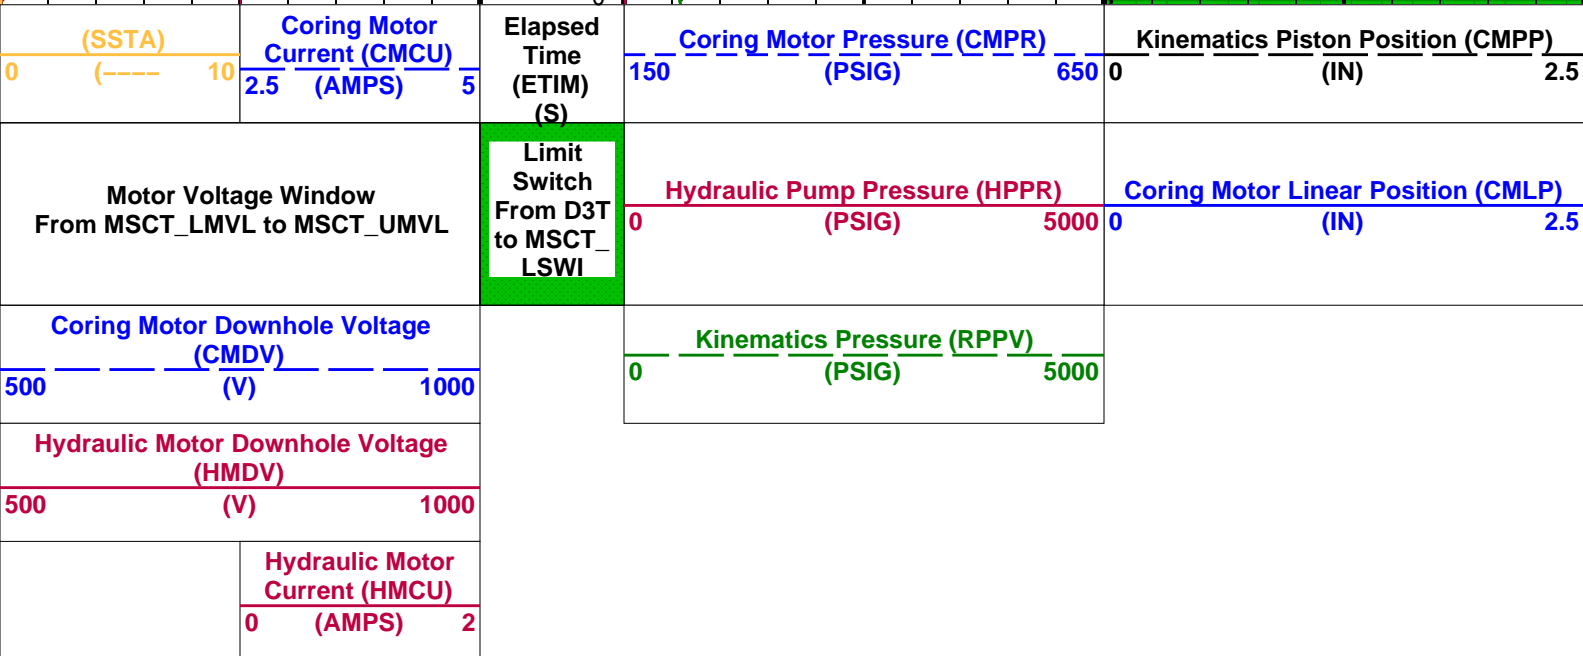 (SSTA)
0 (---- 10
Coring Motor
Current (CMCU)
2.5 (AMPS) 5
Elapsed
Time
(ETIM)
(S)
Coring Motor Pressure (CMPR)
150 (PSIG) 650
Kinematics Piston Position (CMPP)
0 (IN) 2.5
Motor Voltage Window
From MSCT_LMVL to MSCT_UMVL
Limit
Switch
From D3T
to MSCT_
LSWI
Hydraulic Pump Pressure (HPPR)
0 (PSIG) 5000
Coring Motor Linear Position (CMLP)
0 (IN) 2.5
Coring Motor Downhole Voltage
(CMDV)
500 (V) 1000
Kinematics Pressure (RPPV)
0 (PSIG) 5000
Hydraulic Motor Downhole Voltage
(HMDV)
500 (V) 1000
Hydraulic Motor
Current (HMCU)
0 (AMPS) 2